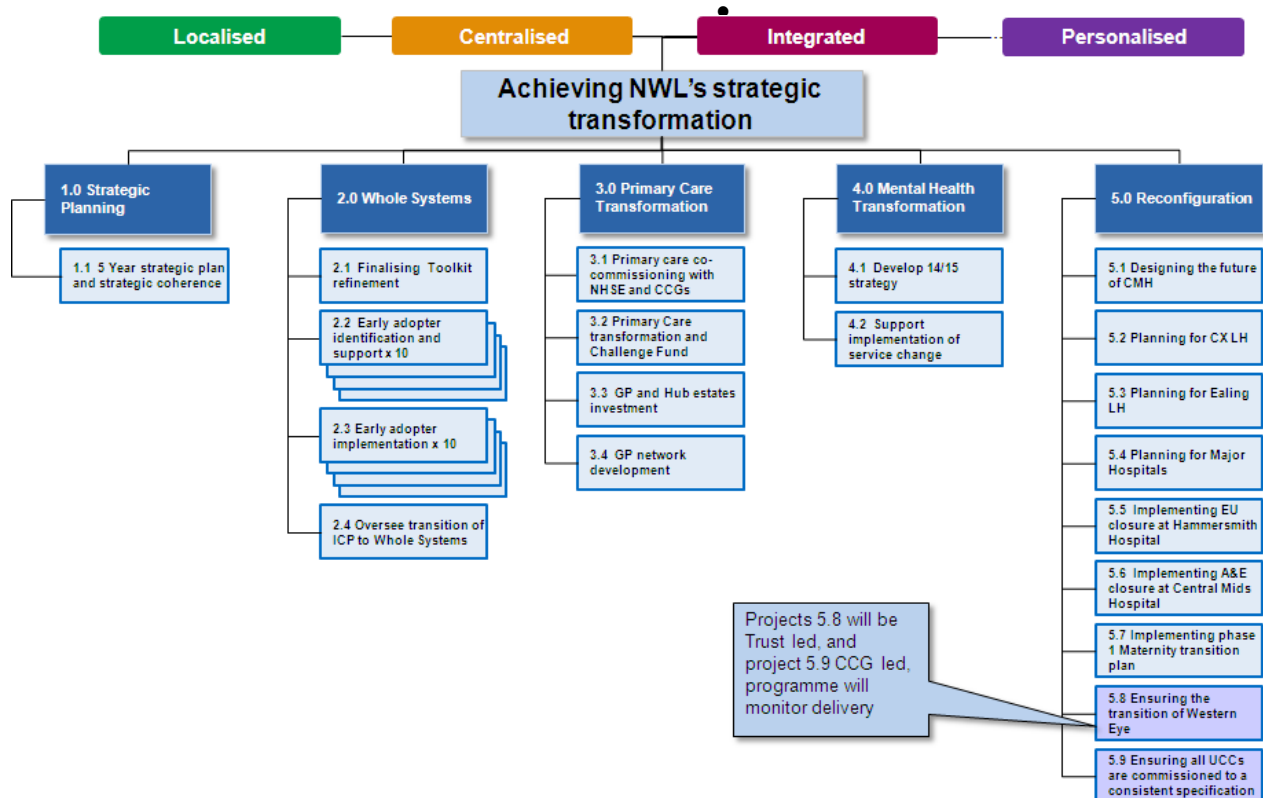 Localised
Centralised
Integrated
Personalised
Achieving NWL's strategic
transformation
1.0 Strategic
Planning
1.1 5 Year strategic plan
and strategic coherence
2.0 Whole Systems
2.1 Finalising Toolkit
refinement
2.2 Early adopter
identification and
support x 10
2.3 Early adopter
implementation x 10
2.4 Oversee transition of
ICP to Whole Systems
3.0 Primary Care
Transformation
3.1 Primary care co-
commissioning with
NHSE and CCGs
3.2 Primary Care
transformation and
Challenge Fund
3.3 GP and Hub estates
investment
3.4 GP network
development
4.0 Mental Health
Transformation
4.1 Develop 14/15
strategy
4.2 Support
implementation of
service change
5.0 Reconfiguration
5.1 Designing the future
of CMH
5.2 Planning for CX LH
5.3 Planning for Ealing
LH
5.4 Planning for Major
Hospitals
5.5 Implementing EU
closure at Hammersmith
Hospital
5.6 Implementing A&E
closure at Central Mids
Hospital
5.7 Implementing phase
1 Maternity transition
plan
5.8 Ensuring the
transition of Western
Eye
5.9 Ensuring all UCCs
are commissioned to a
consistent specification
Projects 5.8 will be
Trust led, and
project 5.9 CCG led,
programme will
monitor delivery